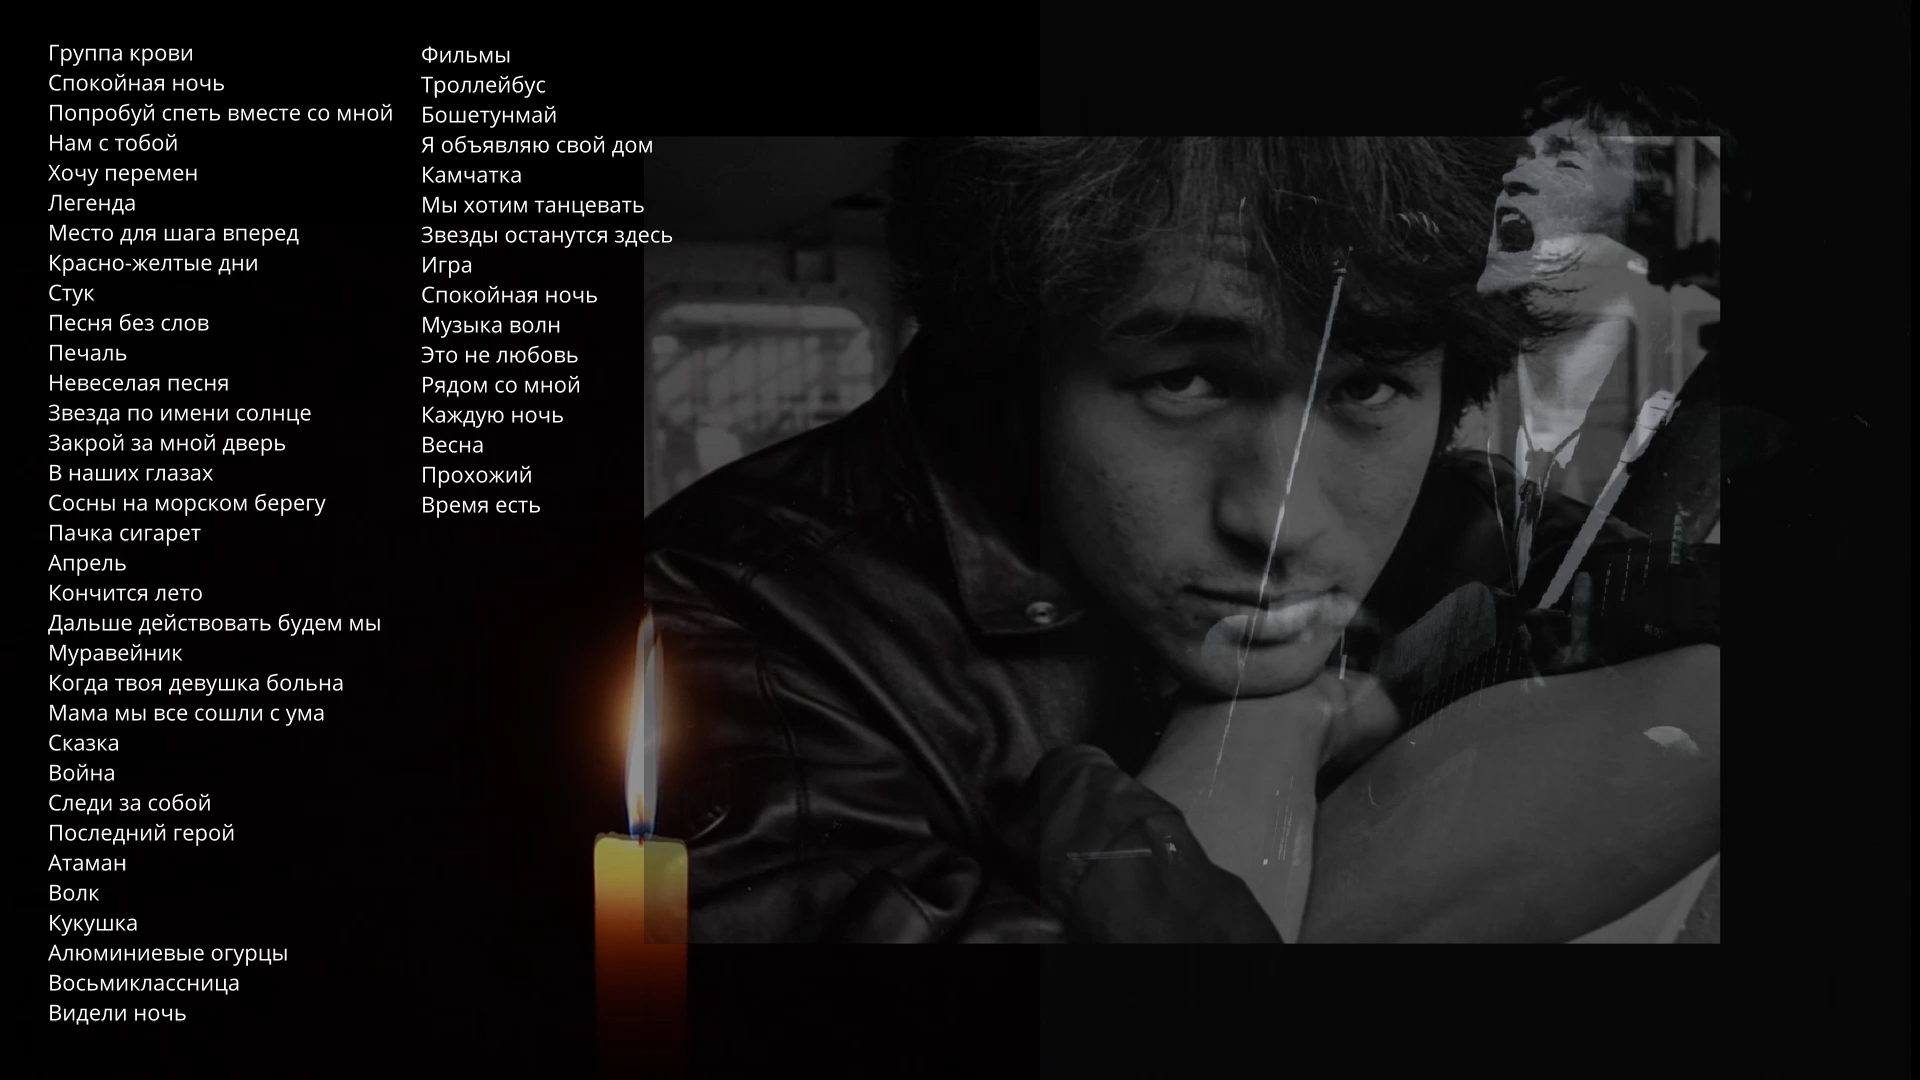 Группа крови
Спокойная ночь
Попробуй спеть вместе со мной
Нам с тобой
Хочу перемен
Легенда
Место для шага вперед
Красно-желтые дни
Стук
Песня без слов
Печаль
Невеселая песня
Звезда по имени солнце
Закрой за мной дверь
В наших глазах
Сосны на морском берегу
Пачка сигарет
Апрель
Кончится лето
Дальше действовать будем мы
Муравейник
Когда твоя девушка больна
Мама мы все сошли с ума
Сказка
Война
Следи за собой
Последний герой
Атаман
Волк
Кукушка
Алюминиевые огурцы
Восьмиклассница
Видели ночь
Фильмы
Троллейбус
Бошетунмай
Я объявляю свой дом
Камчатка
Мы хотим танцевать
Звезды останутся здесь
Игра
Спокойная ночь
Музыка волн
Это не любовь
Рядом со мной
Каждую ночь
Весна
Прохожий
Время есть